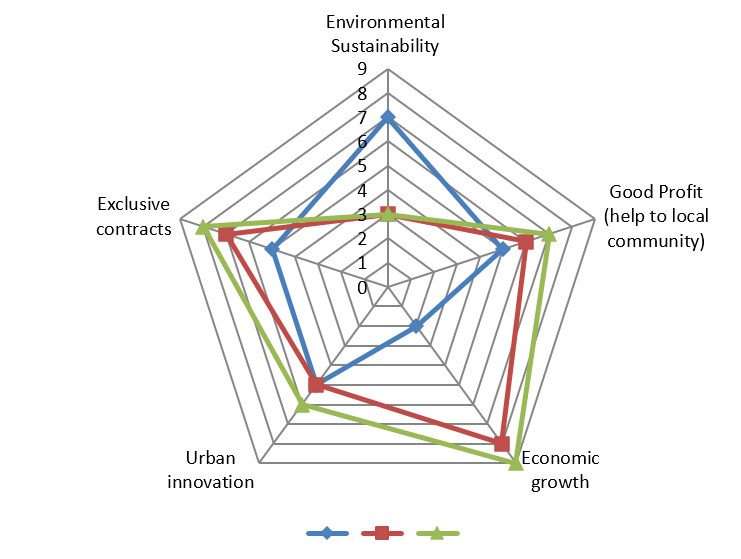 Environmental
Sustainability
9
8
7
6
5
4
3
2
1
0
Good Profit
(help to local
community)
Economic
growth
Urban
innovation
Exclusive
contracts